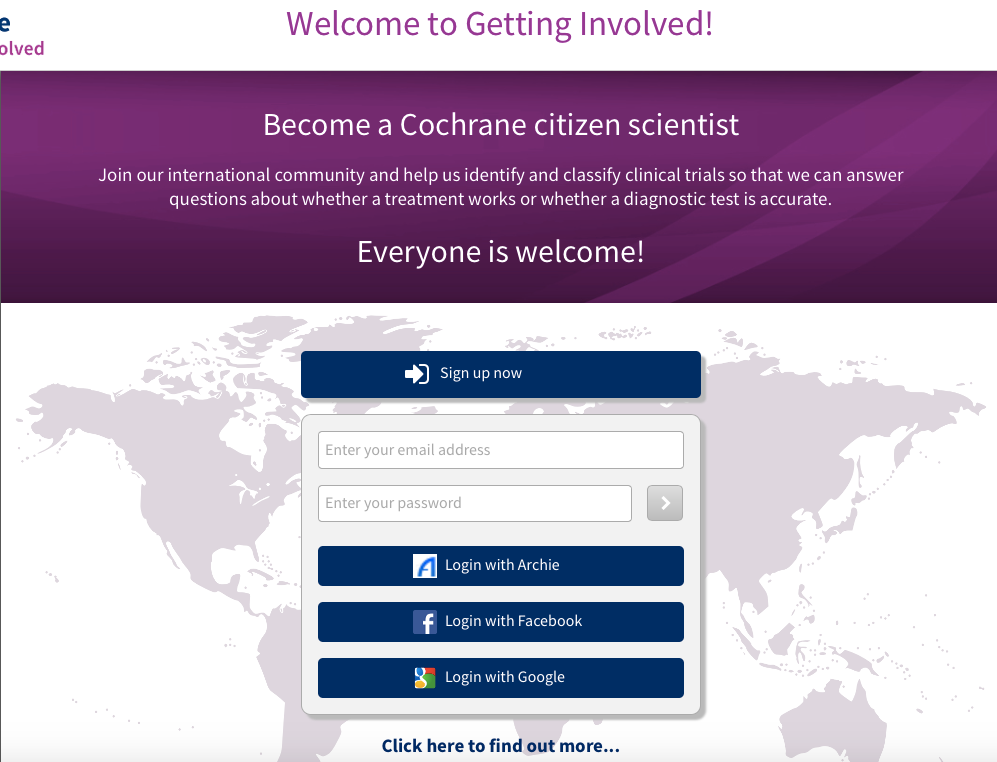 Welcome to Getting Involved!
Become a Cochrane citizen scientist
Join our international community and help us identify and classify clinical trials so that we can answer
questions about whether a treatment works or whether a diagnostic test is accurate.
Everyone is welcome!
Sign up now
Enter your email address
Enter your password
Login with Archie
Login with Facebook
Login with Google
Click here to find out more...